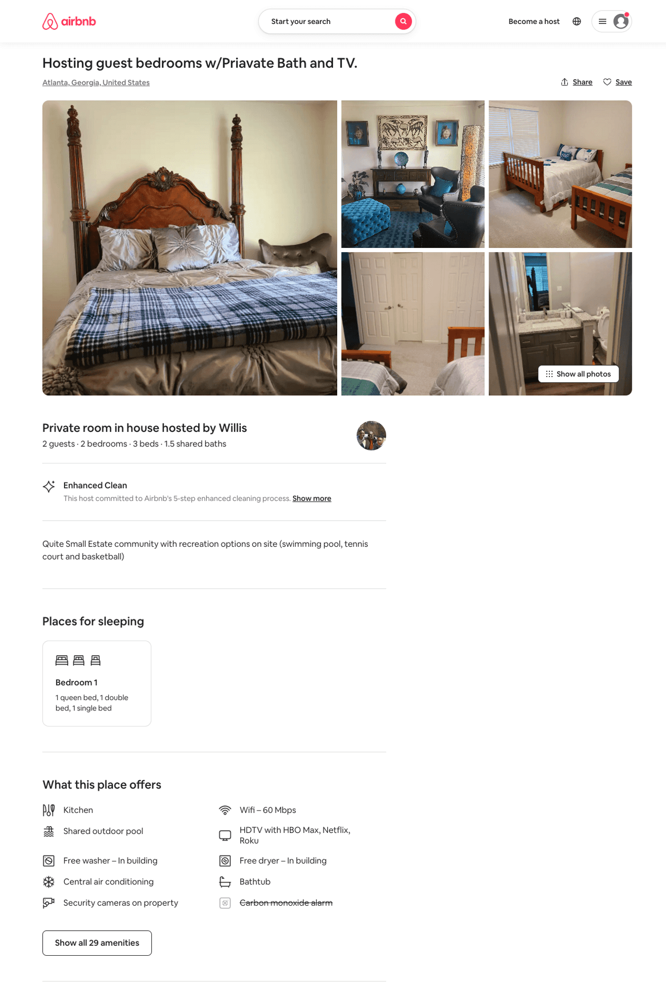 airbnb
Start your search
Become a host
Hosting guest bedrooms w/Priavate Bath and TV.
Atlanta, Georgia, United States
Share
Save
Show all photos
Private room in house hosted by Willis
2 guests · 2 bedrooms · 3 beds · 1.5 shared baths
Enhanced Clean
This host committed to Airbnb's 5-step enhanced cleaning process. Show more
Quite Small Estate community with recreation options on site (swimming pool, tennis
court and basketball)
Places for sleeping
Bedroom 1
1 queen bed, 1 double
bed, 1 single bed
What this place offers
Kitchen
Wifi – 60 Mbps
Shared outdoor pool
HDTV with HBO Max, Netflix,
Roku
Free washer – In building
Free dryer – In building
Central air conditioning
Bathtub
Security cameras on property
Carbon monoxide alarm
Show all 29 amenities